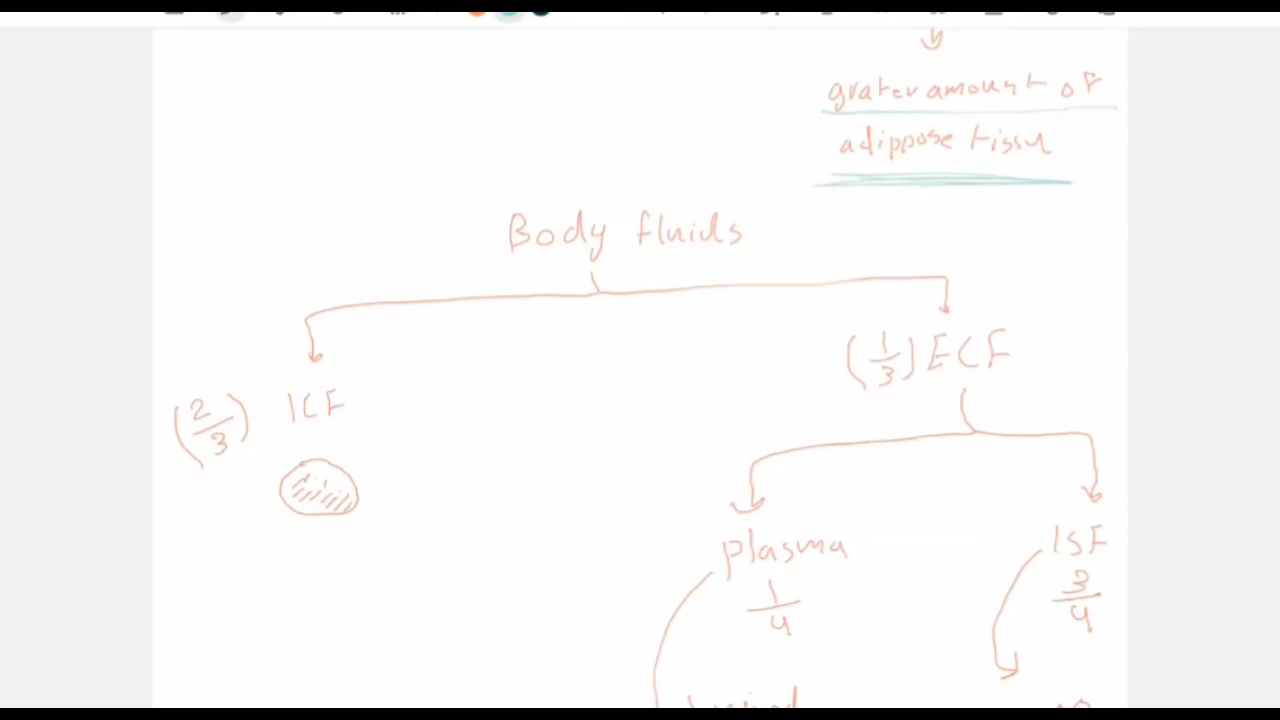 grater amount of
adippose tissu
Body fluids
(1/3) ECF
(2/3) ICF
plasma
1/4
ISF
3/4